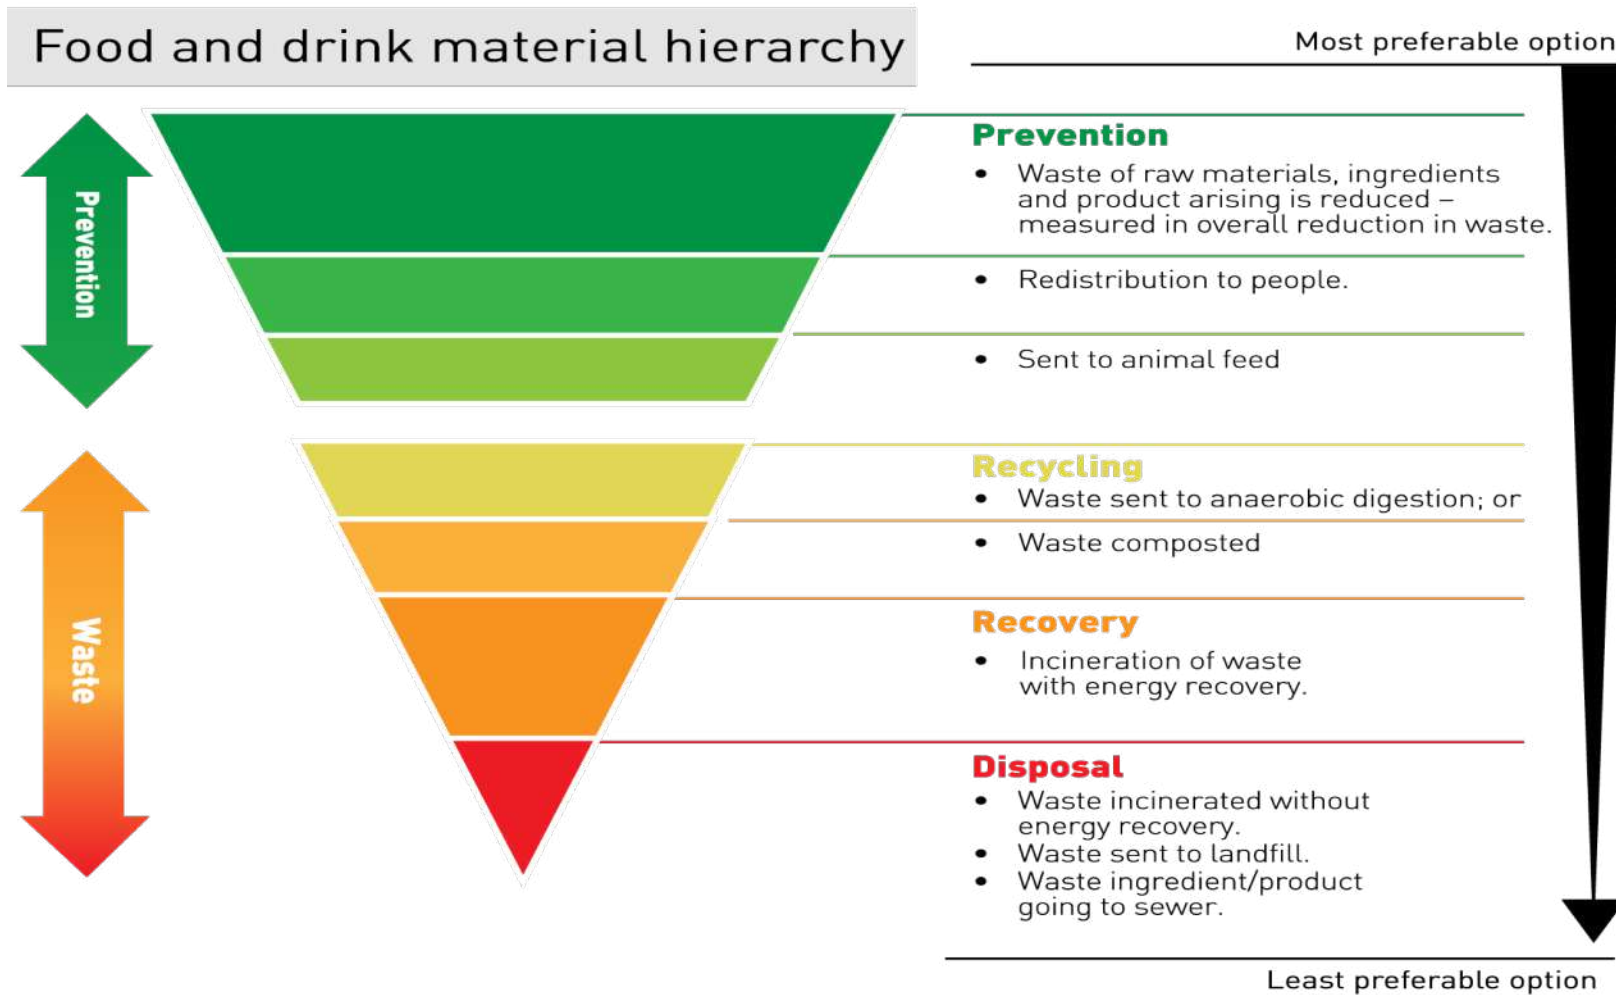 Food and drink material hierarchy
Most preferable option
Prevention
Prevention
• Waste of raw materials, ingredients
and product arising is reduced –
measured in overall reduction in waste.
• Redistribution to people.
• Sent to animal feed
Waste
Recycling
• Waste sent to anaerobic digestion; or
• Waste composted
Recovery
• Incineration of waste
with energy recovery.
Disposal
• Waste incinerated without
energy recovery.
• Waste sent to landfill.
• Waste ingredient/product
going to sewer.
Least preferable option